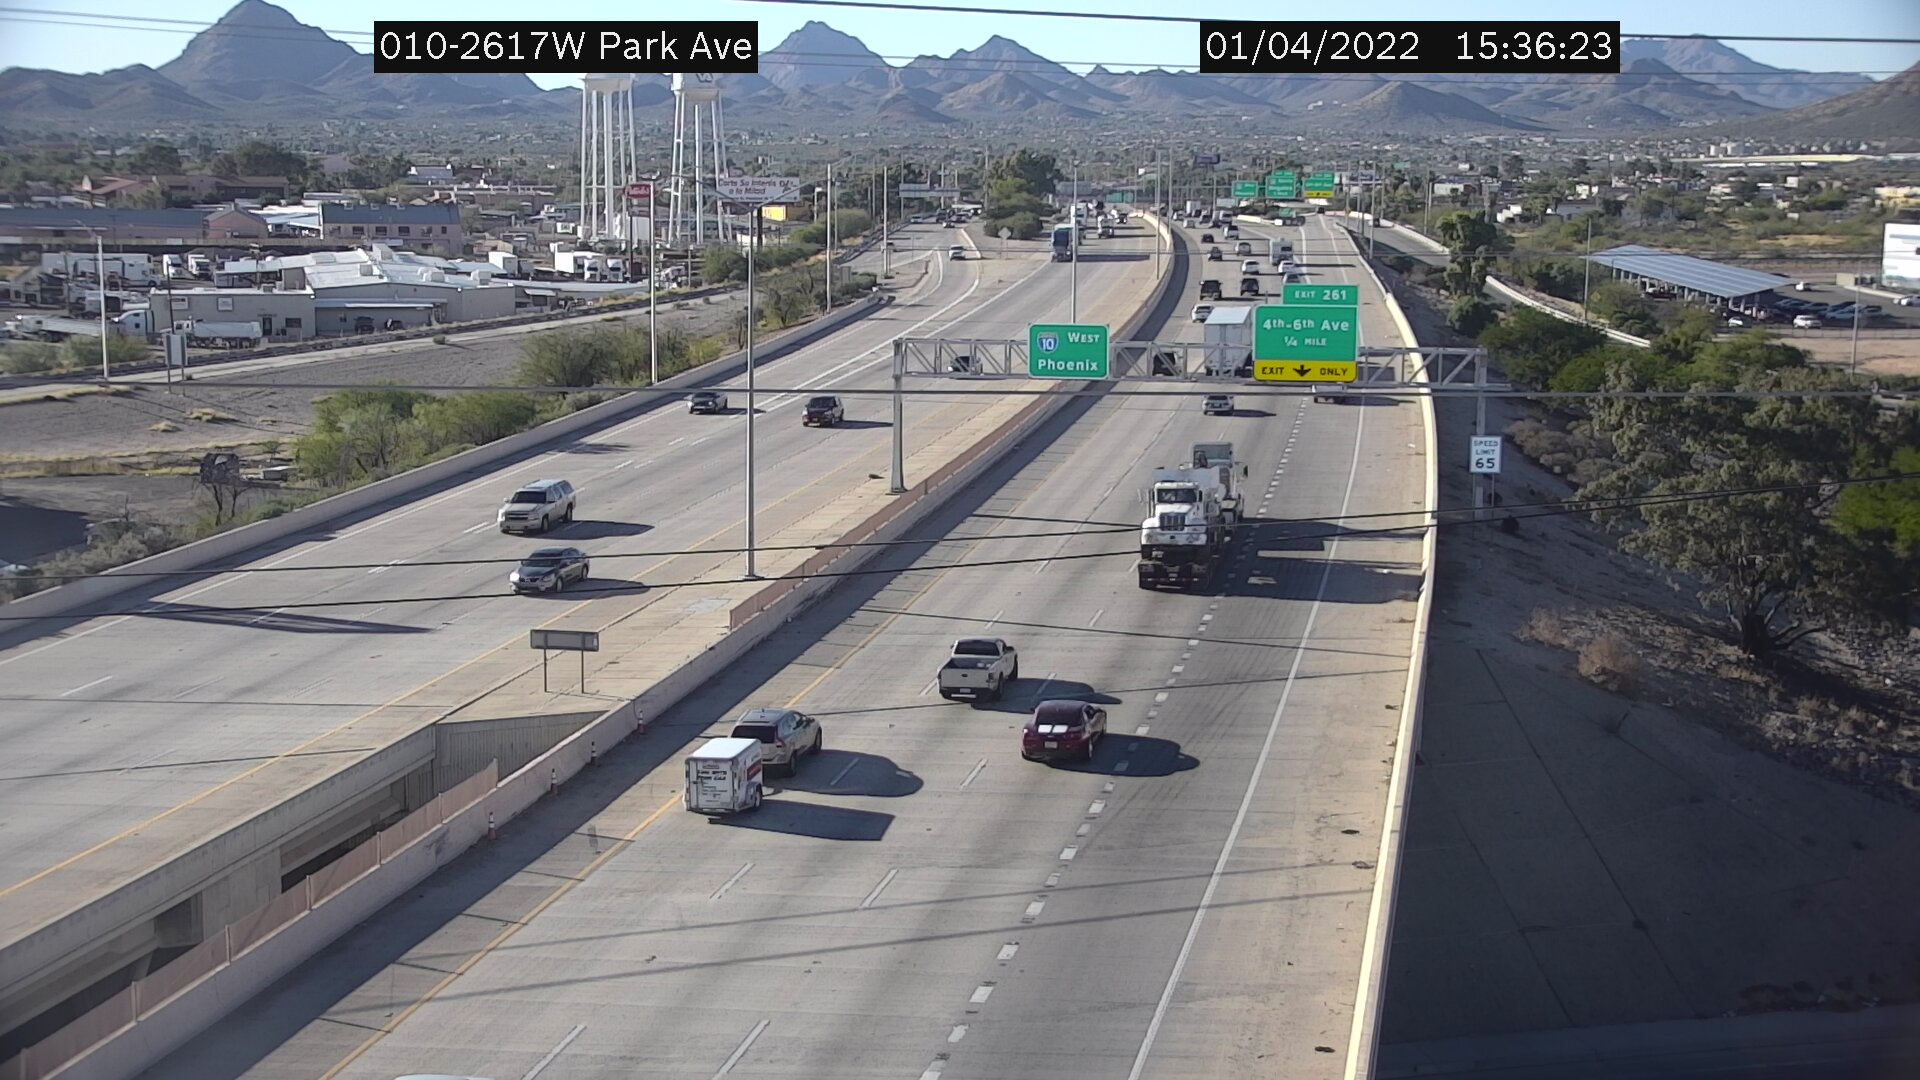 010-2617W Park Ave
01/04/2022 15:36:23
EXIT 261
10 WEST
Phoenix
4th-6th Ave
1/4 MILE
EXIT ONLY
SPEED
LIMIT
65